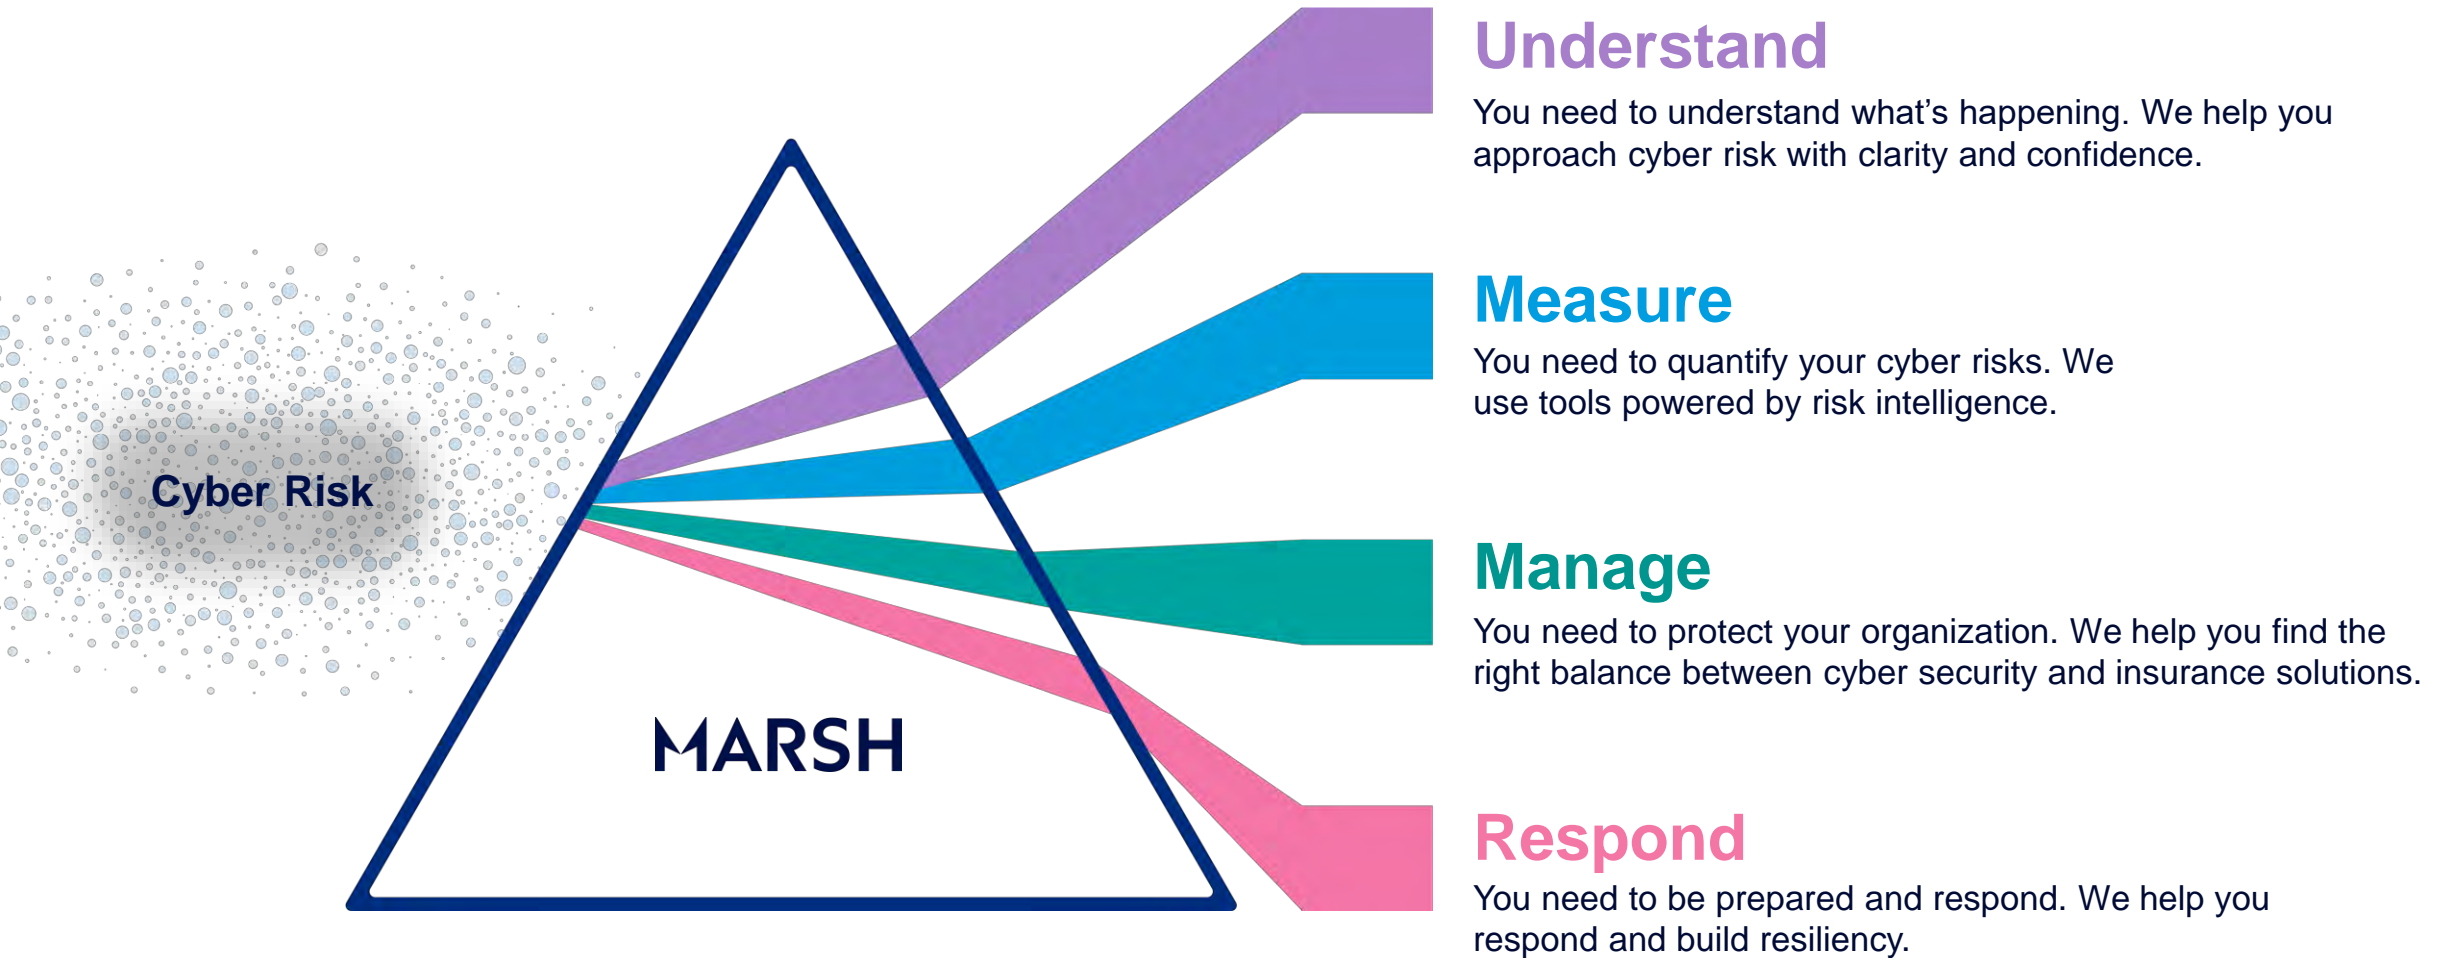 Understand
You need to understand what's happening. We help you
approach cyber risk with clarity and confidence.
Measure
You need to quantify your cyber risks. We
use tools powered by risk intelligence.
Cyber Risk
Manage
You need to protect your organization. We help you find the
right balance between cyber security and insurance solutions.
MARSH
Respond
You need to be prepared and respond. We help you
respond and build resiliency.